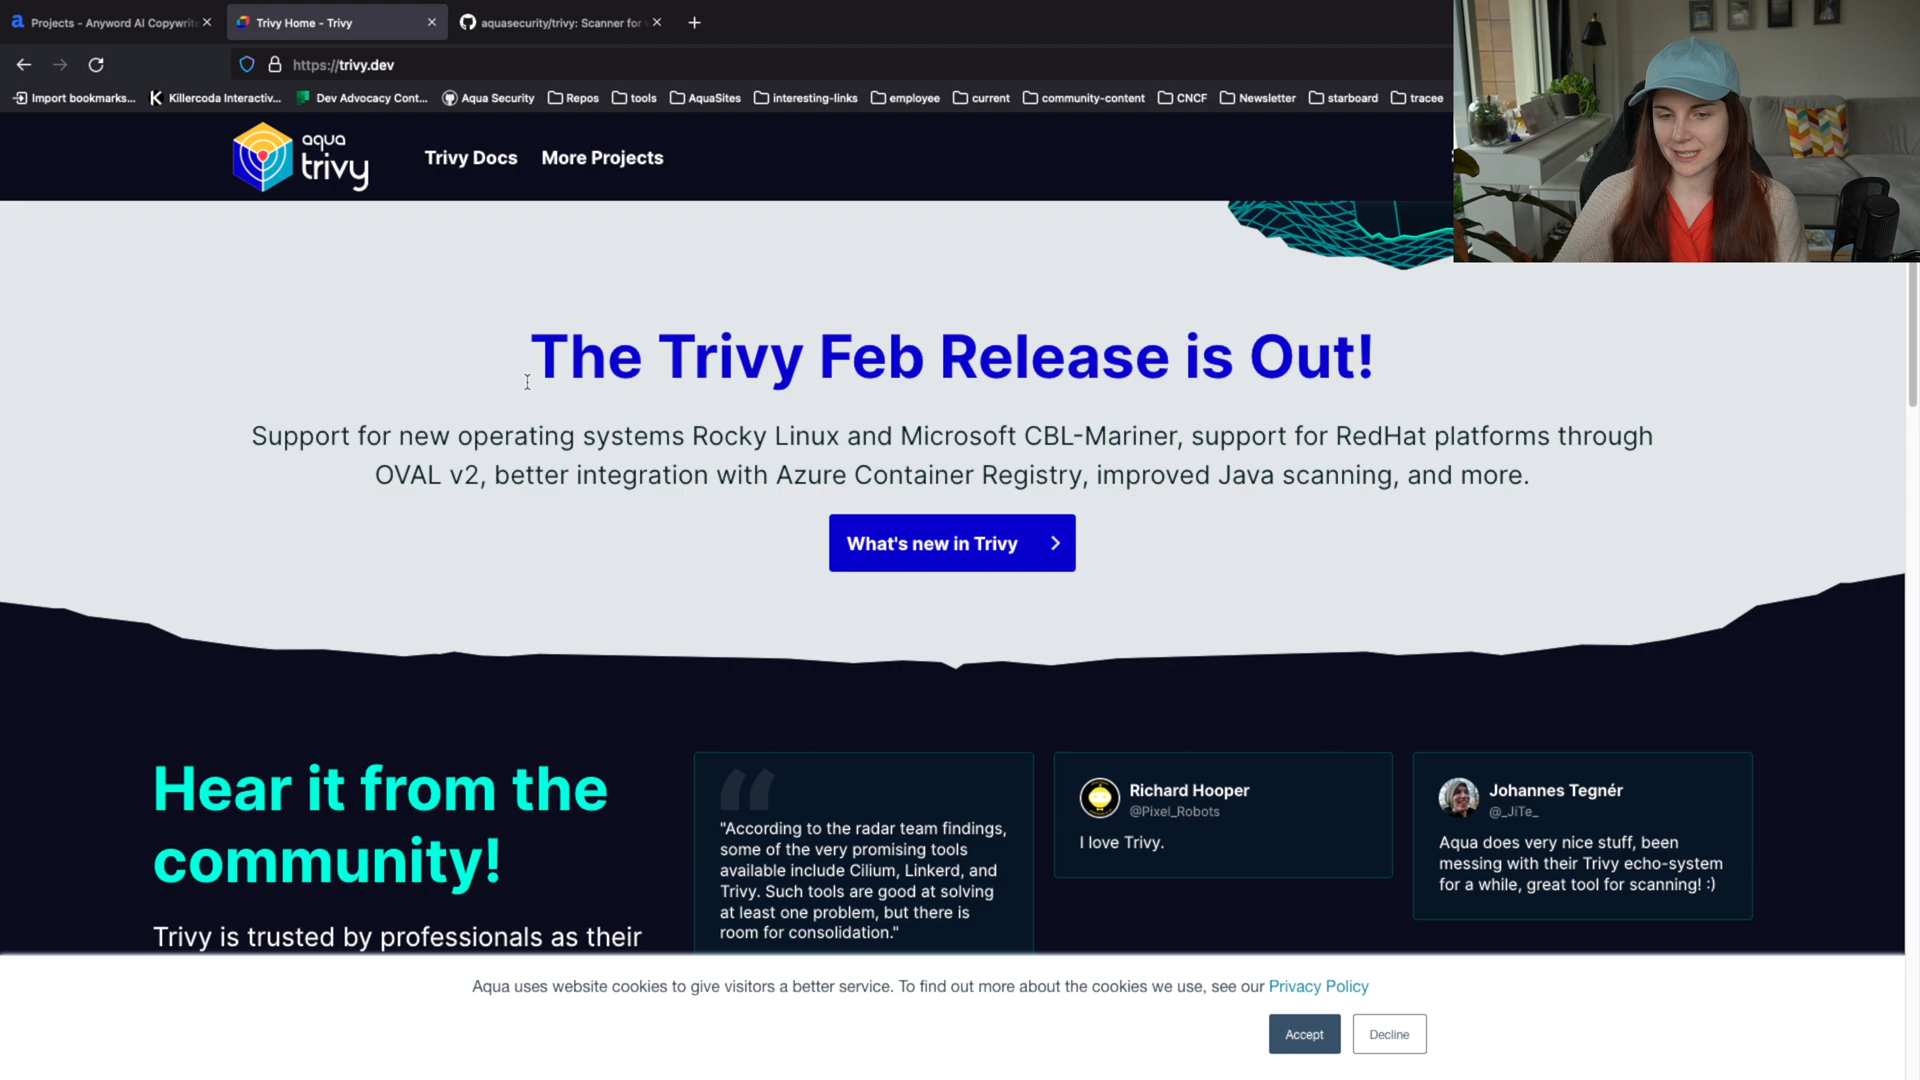 Projects - Anyword AI Copywrit
Trivy Home - Trivy
aquasecurity/trivy: Scanner for
https://trivy.dev
Import bookmarks...
Killercoda Interactiv...
Dev Advocacy Cont...
Aqua Security
Repos
tools
AquaSites
interesting-links
employee
current
community-content
CNCF
Newsletter
starboard
tracee
aqua
trivy
Trivy Docs
More Projects
The Trivy Feb Release is Out!
Support for new operating systems Rocky Linux and Microsoft CBL-Mariner, support for RedHat platforms through
OVAL v2, better integration with Azure Container Registry, improved Java scanning, and more.
What's new in Trivy
Hear it from the
community!
Trivy is trusted by professionals as their
"According to the radar team findings,
some of the very promising tools
available include Cilium, Linkerd, and
Trivy. Such tools are good at solving
at least one problem, but there is
room for consolidation."
Richard Hooper
@Pixel_Robots
I love Trivy.
Johannes Tegnér
@_JiTe_
Aqua does very nice stuff, been
messing with their Trivy echo-system
for a while, great tool for scanning! :)
Aqua uses website cookies to give visitors a better service. To find out more about the cookies we use, see our Privacy Policy
Accept
Decline